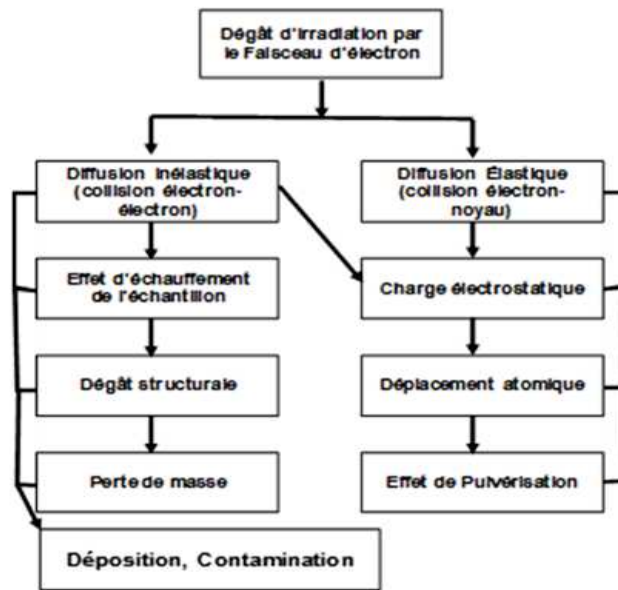 Dégât d'Irradiation par
le Faisceau d'électron
Diffusion Inélastique
(collision électron-
électron)
Diffusion Élastique
(collision électron-
noyau)
Effet d'échauffement
de l'échantillon
Charge électrostatique
Dégât structurale
Déplacement atomique
Perte de masse
Effet de Pulvérisation
Déposition, Contamination